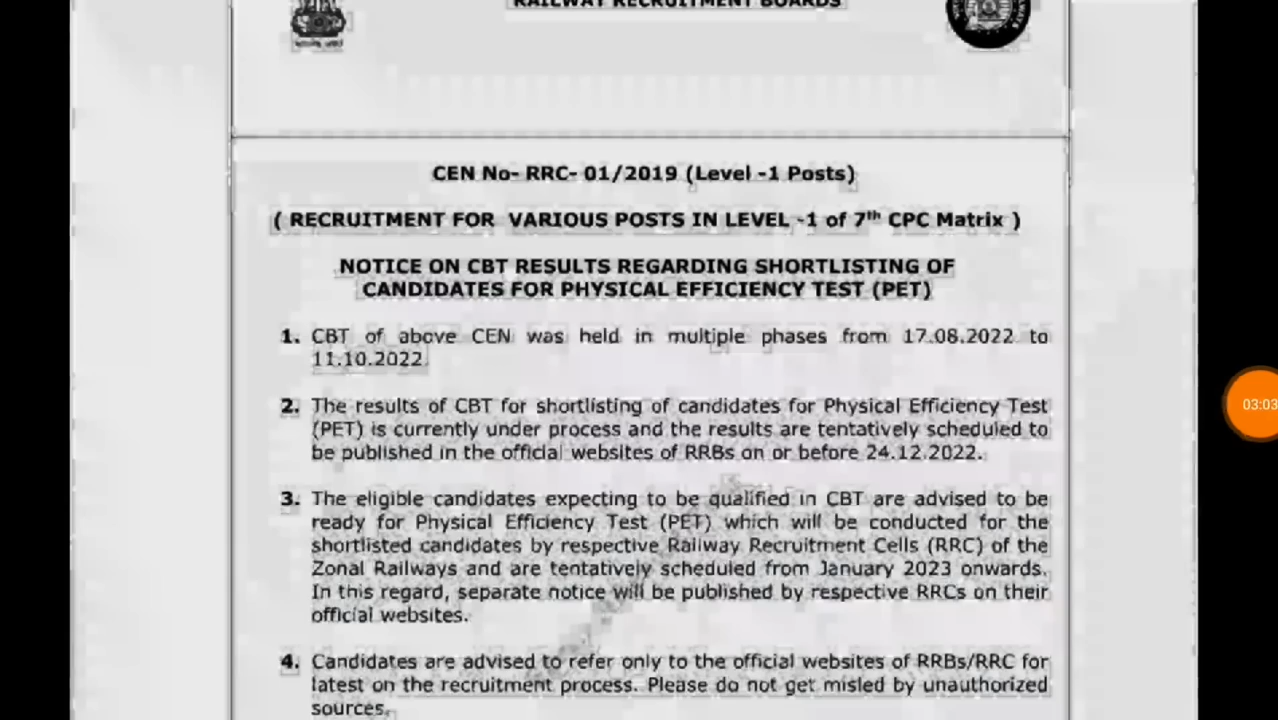 RAILWAY RECRUITMENT BOARDS
CEN No- RRC- 01/2019 (Level -1 Posts)
( RECRUITMENT FOR VARIOUS POSTS IN LEVEL -1 of 7th CPC Matrix )
NOTICE ON CBT RESULTS REGARDING SHORTLISTING OF
CANDIDATES FOR PHYSICAL EFFICIENCY TEST (PET)
1. CBT of above CEN was held in multiple phases from 17.08.2022 to
11.10.2022.
2. The results of CBT for shortlisting of candidates for Physical Efficiency Test
(PET) is currently under process and the results are tentatively scheduled to
be published in the official websites of RRBs on or before 24.12.2022.
3. The eligible candidates expecting to be qualified in CBT are advised to be
ready for Physical Efficiency Test (PET) which will be conducted for the
shortlisted candidates by respective Railway Recruitment Cells (RRC) of the
Zonal Railways and are tentatively scheduled from January 2023 onwards.
In this regard, separate notice will be published by respective RRCs on their
official websites.
4. Candidates are advised to refer only to the official websites of RRBs/RRC for
latest on the recruitment process. Please do not get misled by unauthorized
sources.
03:03